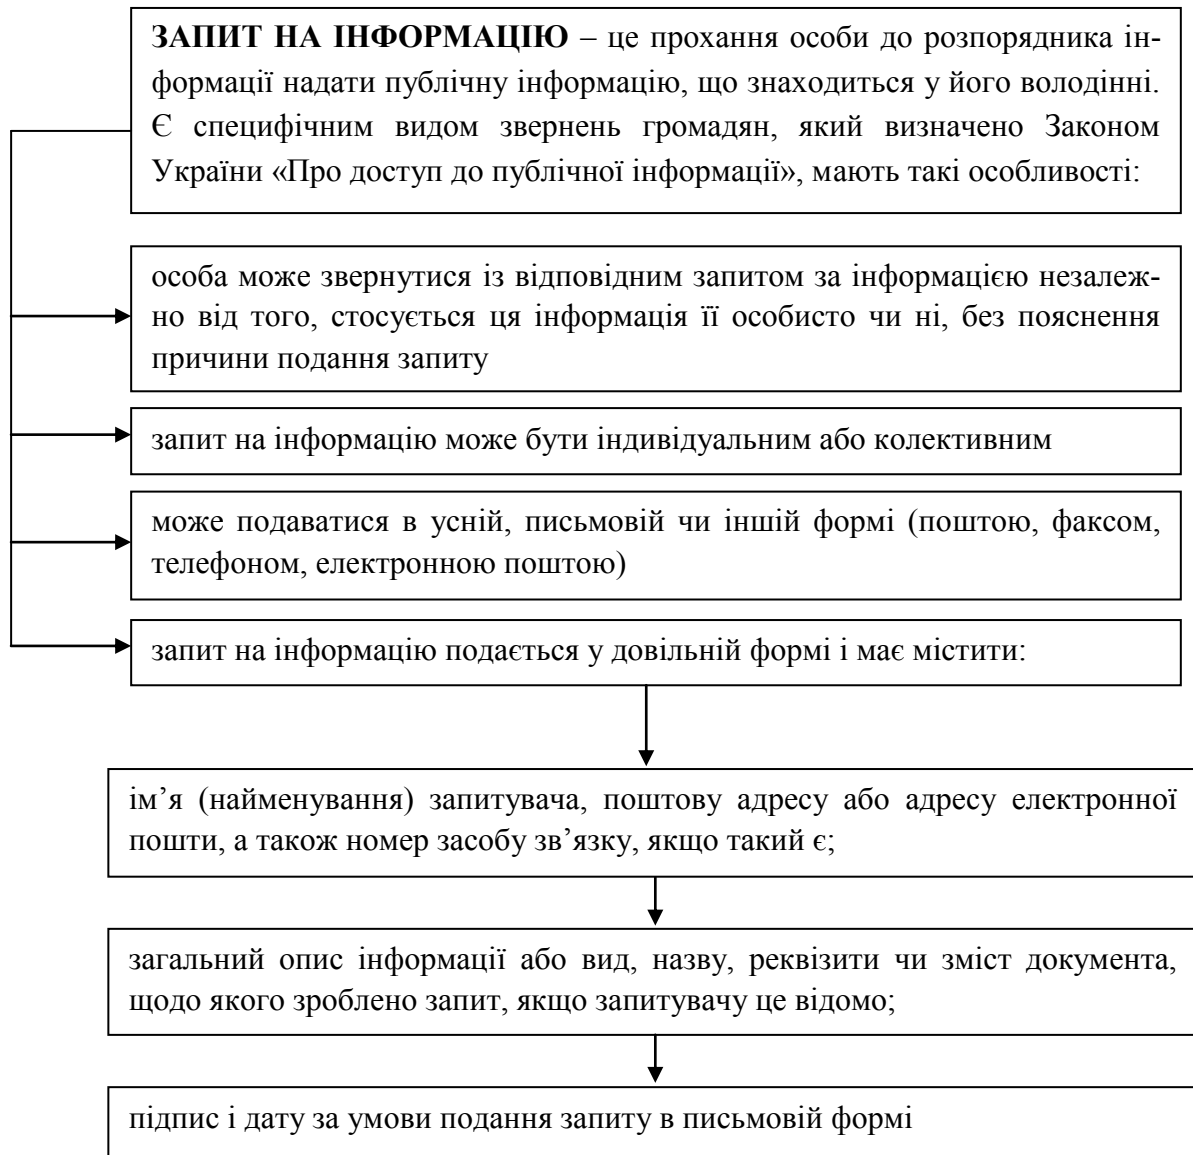 ЗАПИТ НА ІНФОРМАЦІЮ – це прохання особи до розпорядника ін-
формації надати публічну інформацію, що знаходиться у його володінні.
Є специфічним видом звернень громадян, який визначено Законом
України «Про доступ до публічної інформації», мають такі особливості:
особа може звернутися із відповідним запитом за інформацією незалеж-
но від того, стосується ця інформація її особисто чи ні, без пояснення
причини подання запиту
запит на інформацію може бути індивідуальним або колективним
може подаватися в усній, письмовій чи іншій формі (поштою, факсом,
телефоном, електронною поштою)
запит на інформацію подається у довільній формі і має містити:
ім’я (найменування) запитувача, поштову адресу або адресу електронної
пошти, а також номер засобу зв’язку, якщо такий є;
загальний опис інформації або вид, назву, реквізити чи зміст документа,
щодо якого зроблено запит, якщо запитувачу це відомо;
підпис і дату за умови подання запиту в письмовій формі